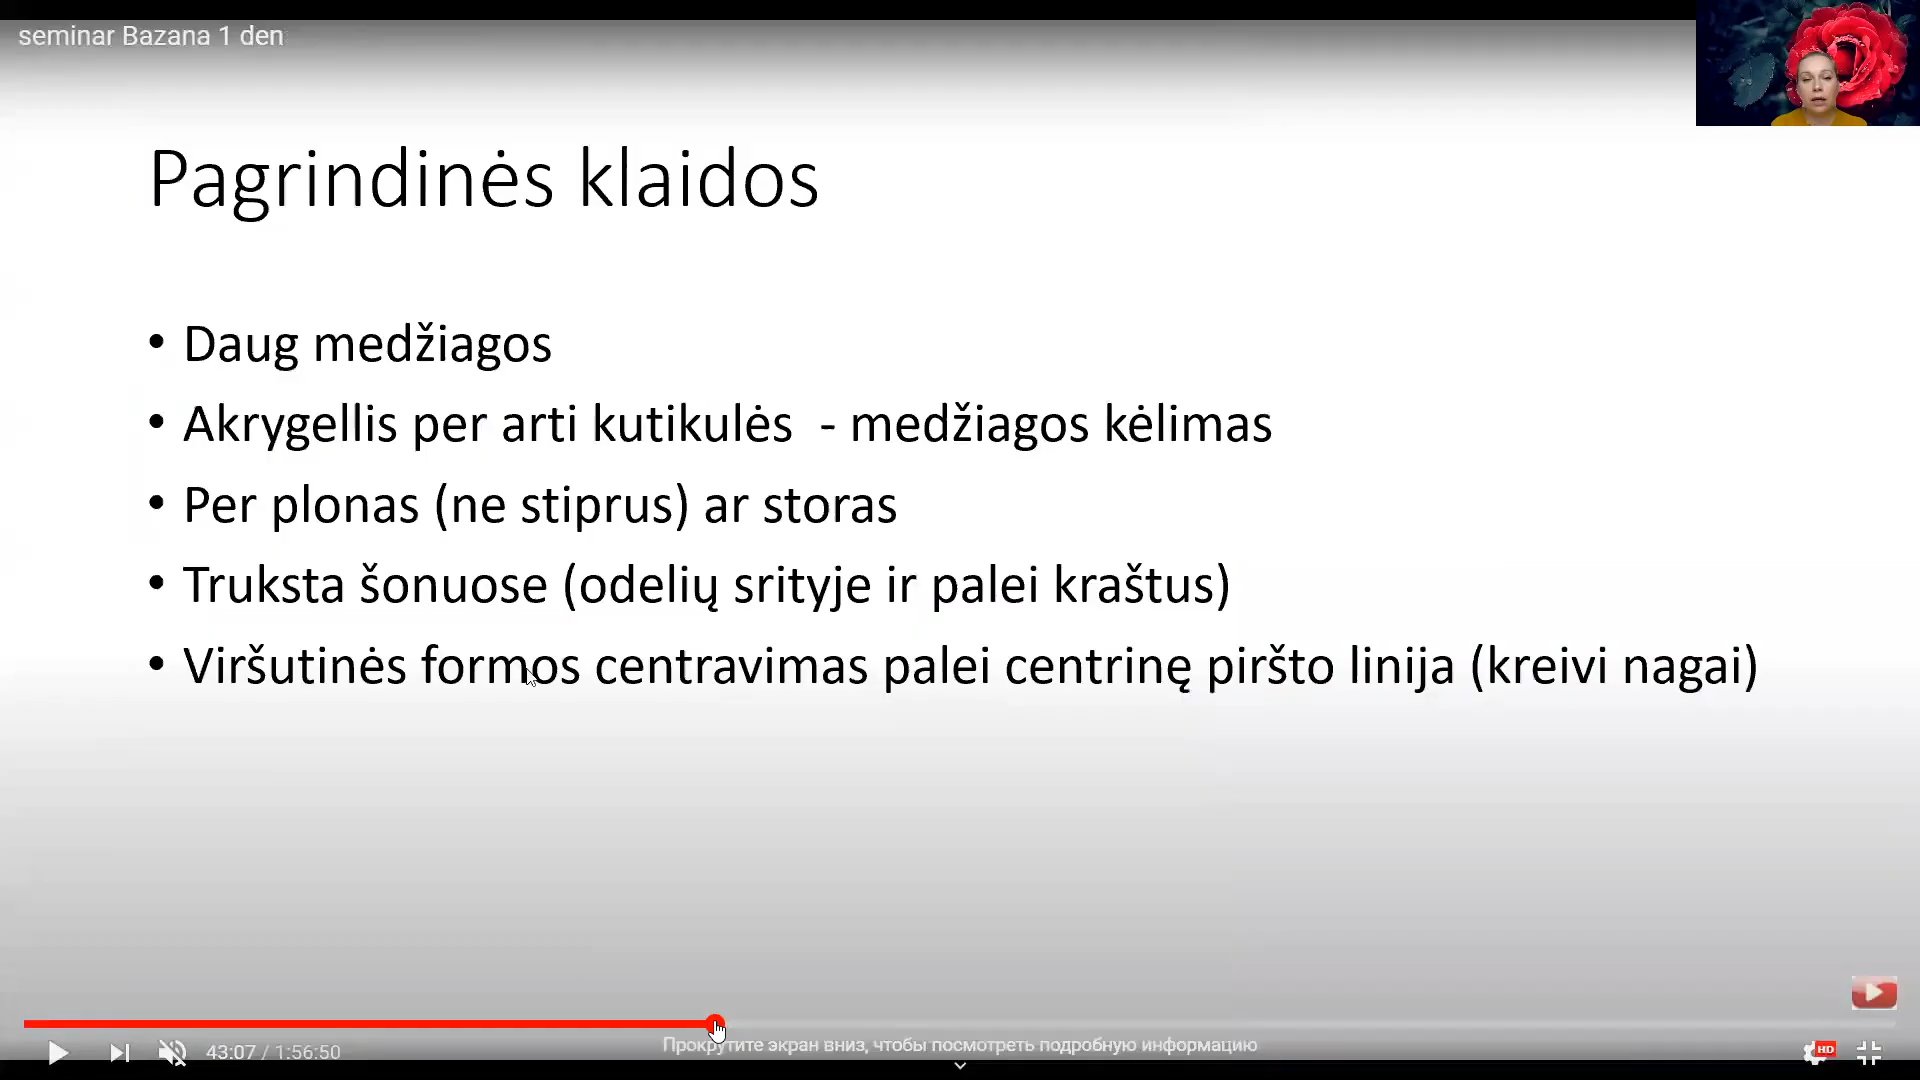 seminar Bazana 1 den
Pagrindinės klaidos
• Daug medžiagos
• Akrygellis per arti kutikulės - medžiagos kėlimas
• Per plonas (ne stiprus) ar storas
• Truksta šonuose (odelių srityje ir palei kraštus)
• Viršutinės formos centravimas palei centrinę piršto linija (kreivi nagai)
43:07 / 1:56:50
Прокрутите экран вниз, чтобы посмотреть подробную информацию
HD